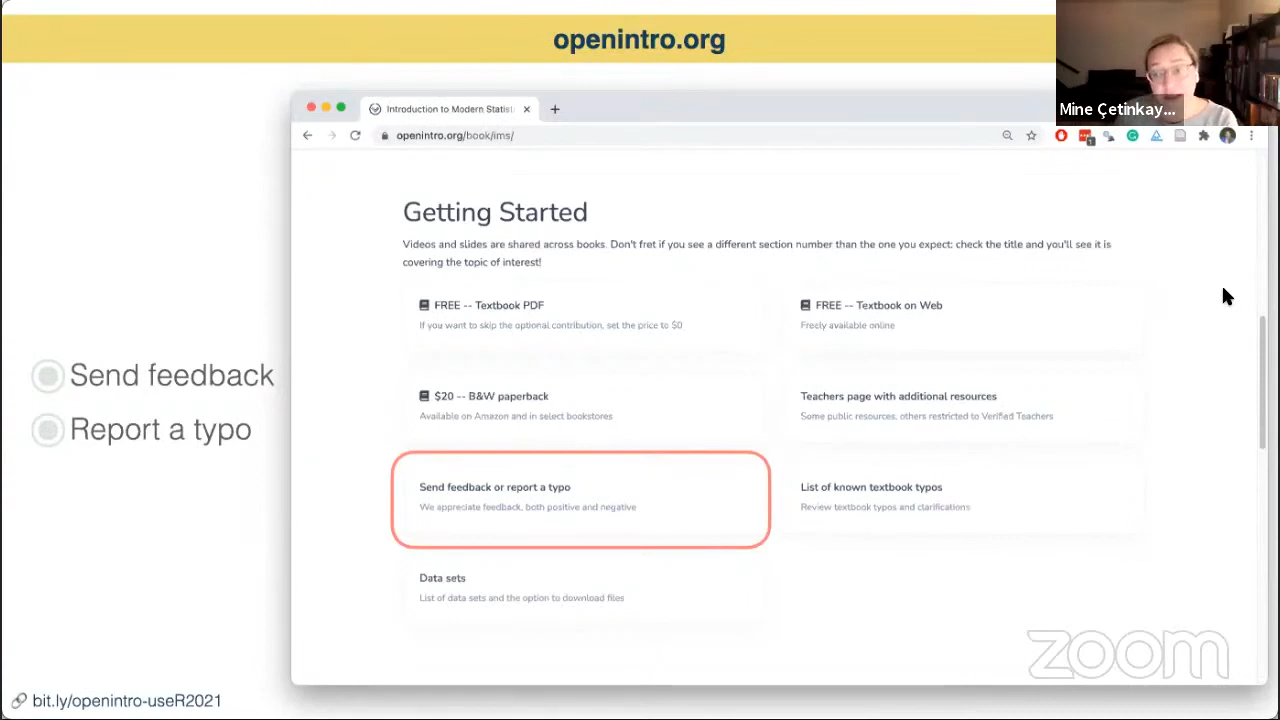 openintro.org
Mine Çetinkay...
Introduction to Modern Statist
openintro.org/book/ims/
Getting Started
Videos and slides are shared across books. Don't fret if you see a different section number than the one you expect: check the title and you'll see it is
covering the topic of interest!
FREE -- Textbook PDF
If you want to skip the optional contribution, set the price to $0
FREE -- Textbook on Web
Freely available online
Send feedback
Report a typo
$20 -- B&W paperback
Available on Amazon and in select bookstores
Teachers page with additional resources
Some public resources, others restricted to Verified Teachers
Send feedback or report a typo
We appreciate feedback, both positive and negative
List of known textbook typos
Review textbook typos and clarifications
Data sets
List of data sets and the option to download files
zoom
bit.ly/openintro-useR2021